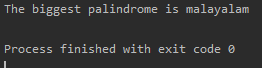 The biggest palindrome is malayalam
Process finished with exit code 0